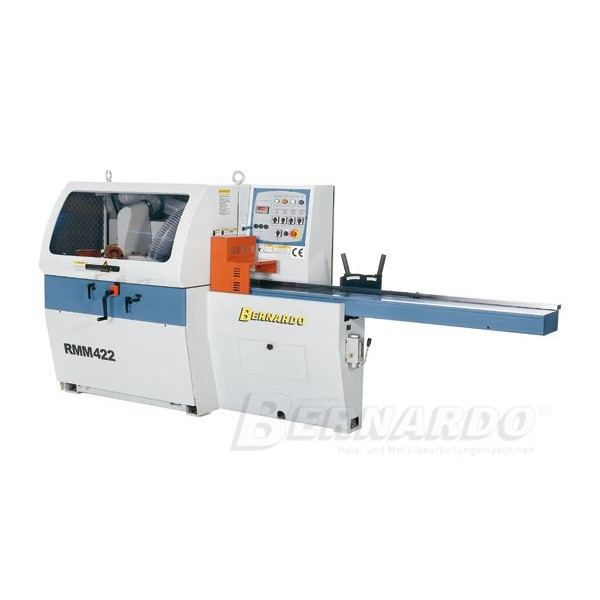 RMM422
BERNARDO
CE
BERNARDO®
Holz- und Metallbearbeitungsmaschinen